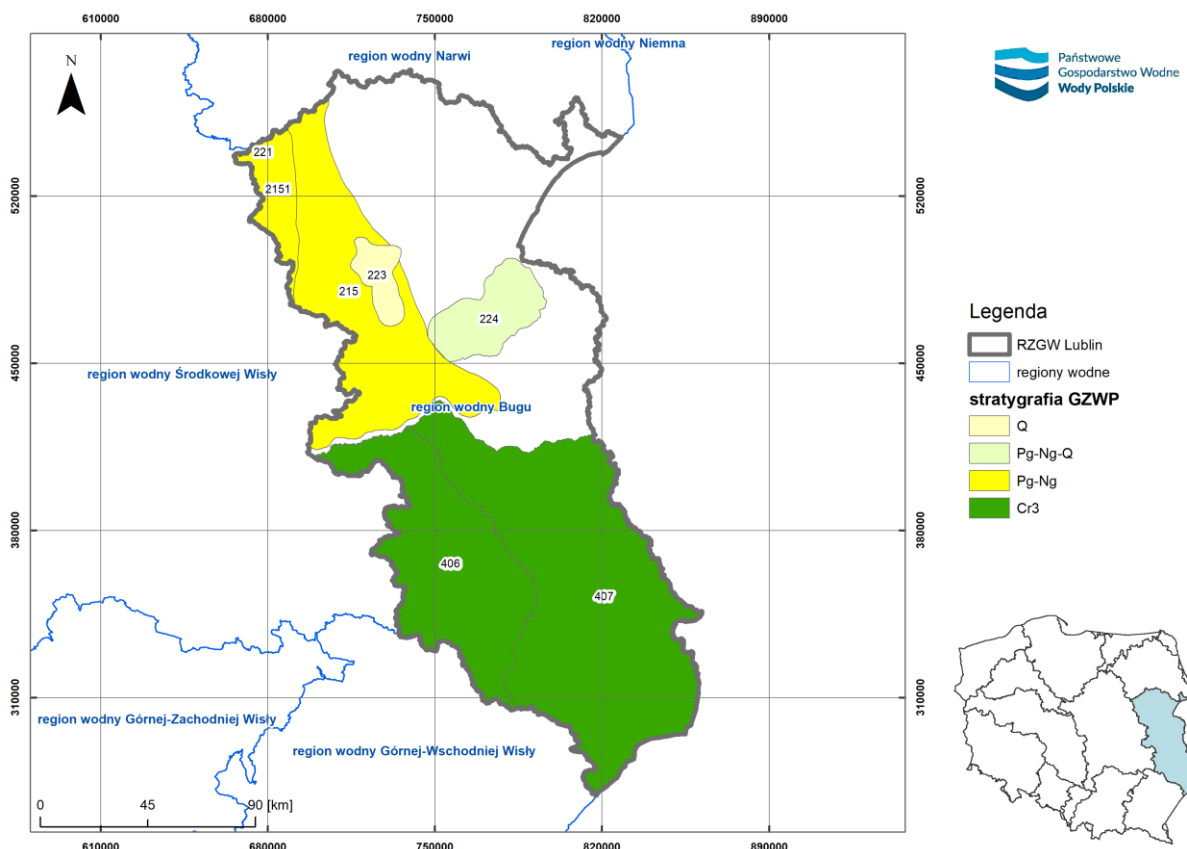 610000 680000 750000 820000 890000
region wodny Niemna
region wodny Narwi
N
Państwowe
Gospodarstwo Wodne
Wody Polskie
221
2151
520000 520000
223
215
224
Legenda
RZGW Lublin
450000 450000
region wodny Środkowej Wisły
regiony wodne
stratygrafia GZWP
region wodny Bugu
Q
Pg-Ng-Q
Pg-Ng
Cr3
380000 380000
406
407
310000 310000
region wodny Górnej-Zachodniej Wisły
region wodny Górnej-Wschodniej Wisły
0 45 90 [km]
610000 680000 750000 820000 890000